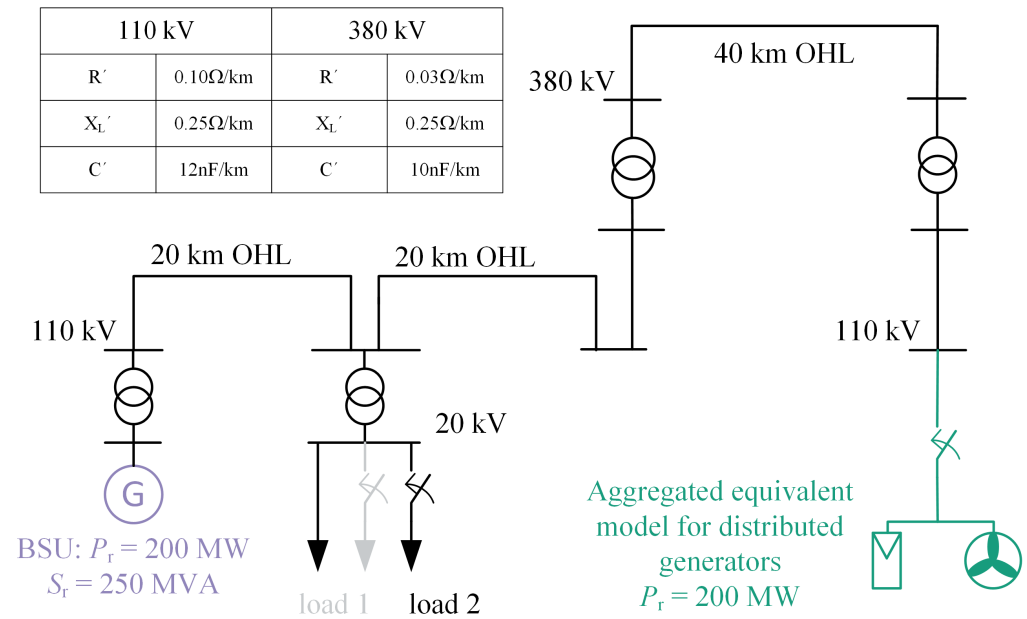 110 kV 380 kV
R´ 0.10Ω/km R´ 0.03Ω/km
X_L´ 0.25Ω/km X_L´ 0.25Ω/km
C´ 12nF/km C´ 10nF/km
40 km OHL
380 kV
20 km OHL
20 km OHL
110 kV
110 kV
20 kV
G
BSU: P_r = 200 MW
S_r = 250 MVA
load 1
load 2
Aggregated equivalent
model for distributed
generators
P_r = 200 MW